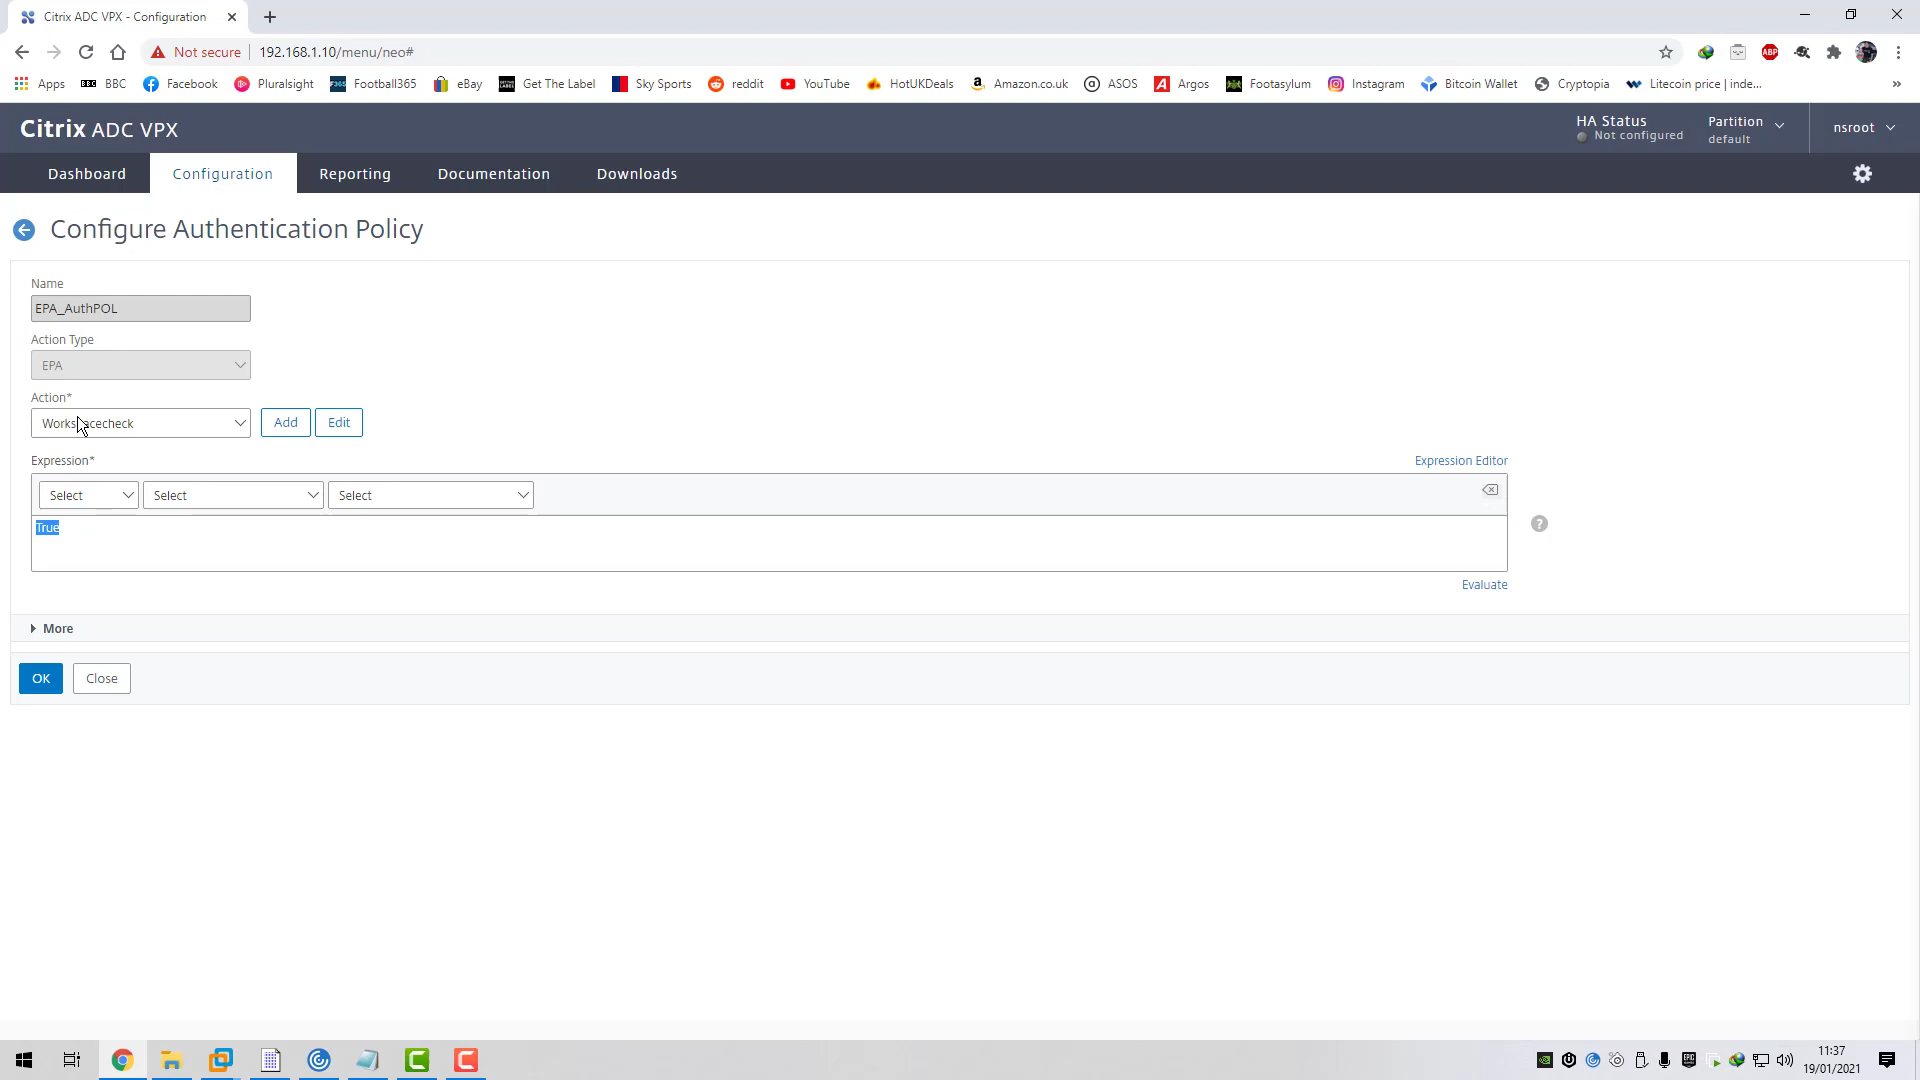 Citrix ADC VPX - Configuration
Not secure
192.168.1.10/menu/neo#
Apps BBC Facebook Pluralsight Football365 eBay Get The Label Sky Sports reddit YouTube HotUKDeals Amazon.co.uk ASOS Argos Footasylum Instagram Bitcoin Wallet Cryptopia Litecoin price | inde... »
Citrix ADC VPX
HA Status
Not configured
Partition
default
nsroot
Dashboard Configuration Reporting Documentation Downloads
Configure Authentication Policy
Name
EPA_AuthPOL
Action Type
EPA
Action*
Add Edit
Expression*
Expression Editor
Select Select Select
True
?
Evaluate
More
OK Close
11:37
19/01/2021